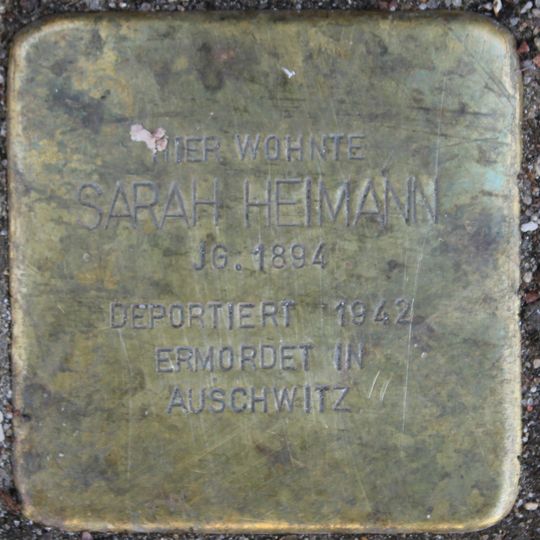 HIER WOHNTE
SARAH HEIMANN
JG. 1894
DEPORTIERT 1942
ERMORDET IN
AUSCHWITZ